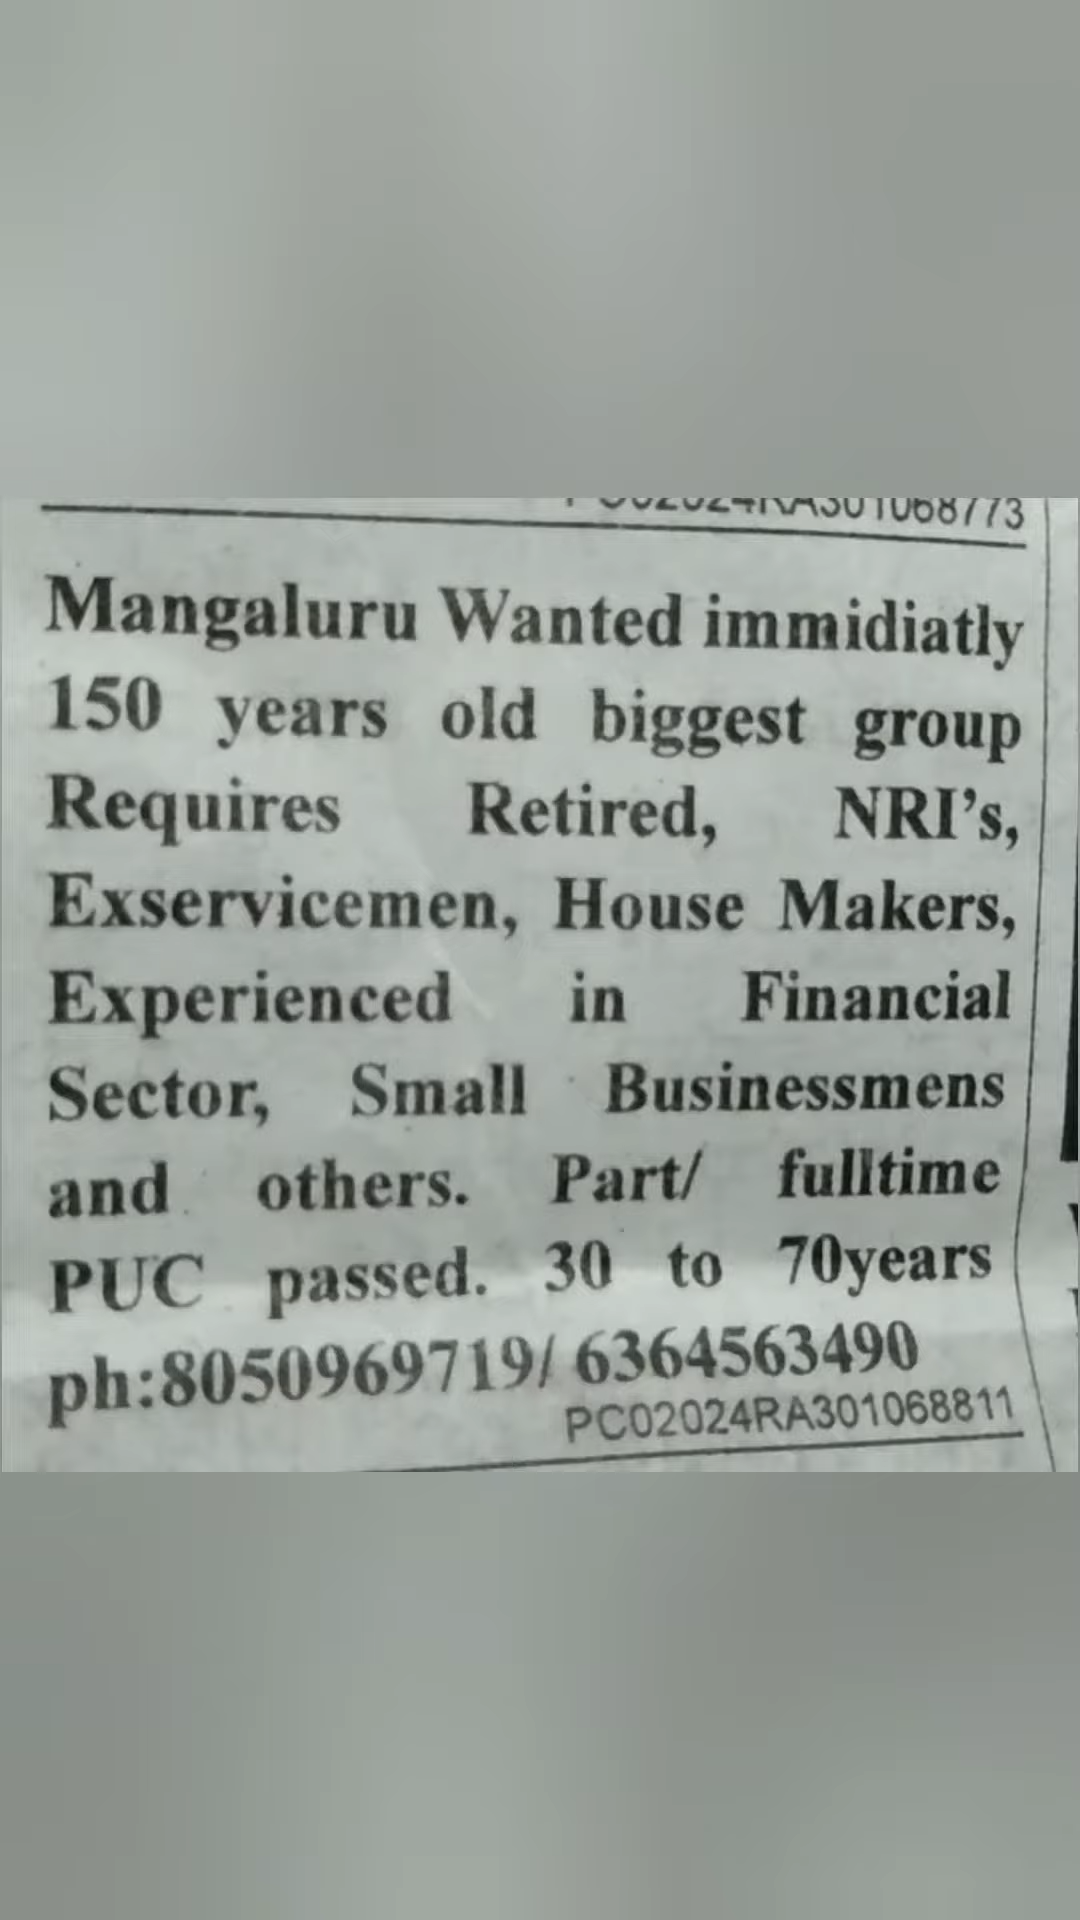 301068773
Mangaluru Wanted immidiatly
150 years old biggest group
Requires Retired, NRI's,
Exservicemen, House Makers,
Experienced in Financial
Sector, Small Businessmens
and others. Part/ fulltime
PUC passed. 30 to 70years
ph:8050969719/ 6364563490
PC02024RA301068811